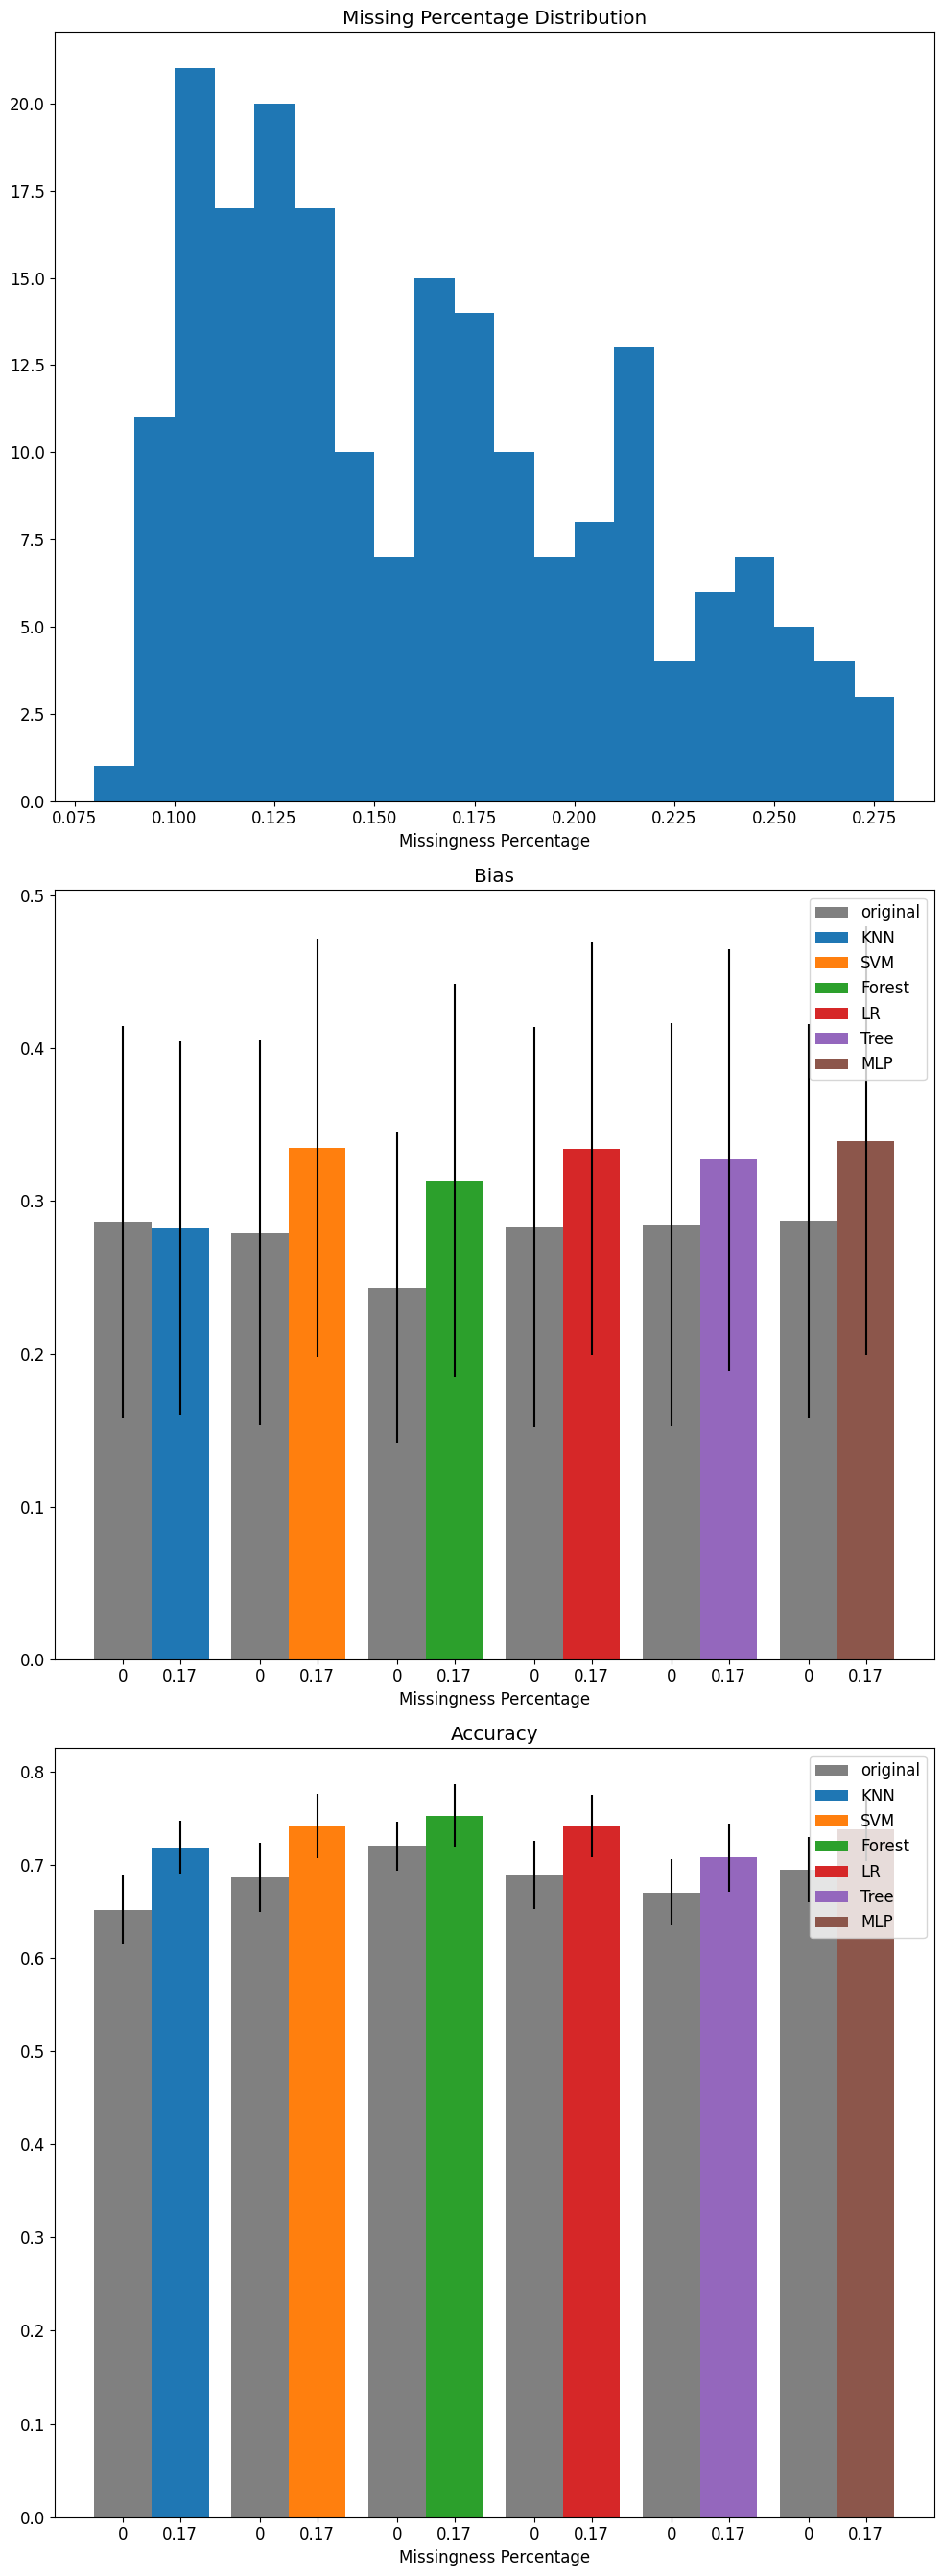 Missing Percentage Distribution
20.0
17.5
15.0
12.5
10.0
7.5
5.0
2.5
0.0
0.075 0.100 0.125 0.150 0.175 0.200 0.225 0.250 0.275
Missingness Percentage
Bias
0.5
0.4
0.3
0.2
0.1
0.0
original
KNN
SVM
Forest
LR
Tree
MLP
0 0.17 0 0.17 0 0.17 0 0.17 0 0.17 0 0.17
Missingness Percentage
Accuracy
0.8
0.7
0.6
0.5
0.4
0.3
0.2
0.1
0.0
original
KNN
SVM
Forest
LR
Tree
MLP
0 0.17 0 0.17 0 0.17 0 0.17 0 0.17 0 0.17
Missingness Percentage